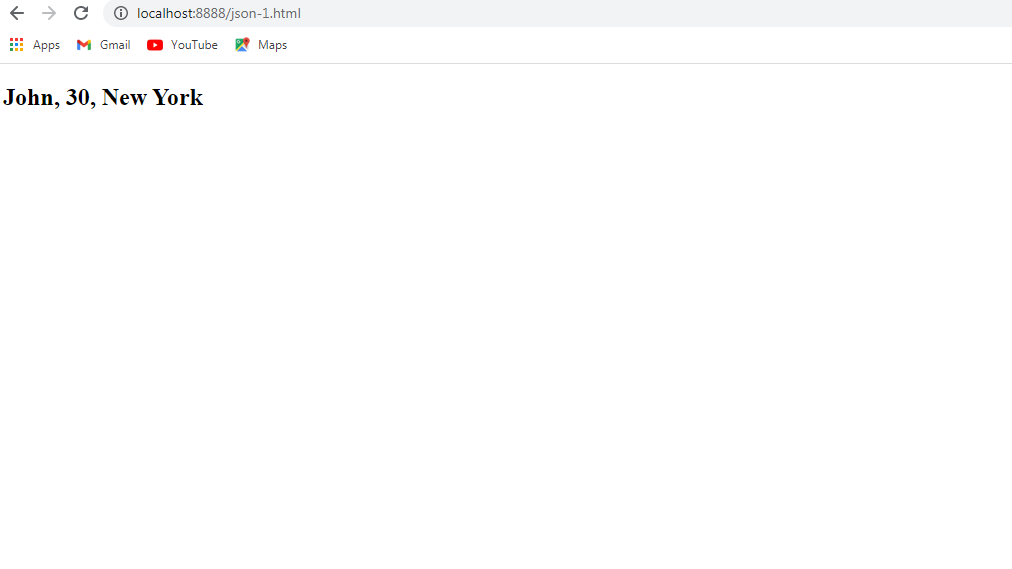 localhost:8888/json-1.html
Apps Gmail YouTube Maps
John, 30, New York